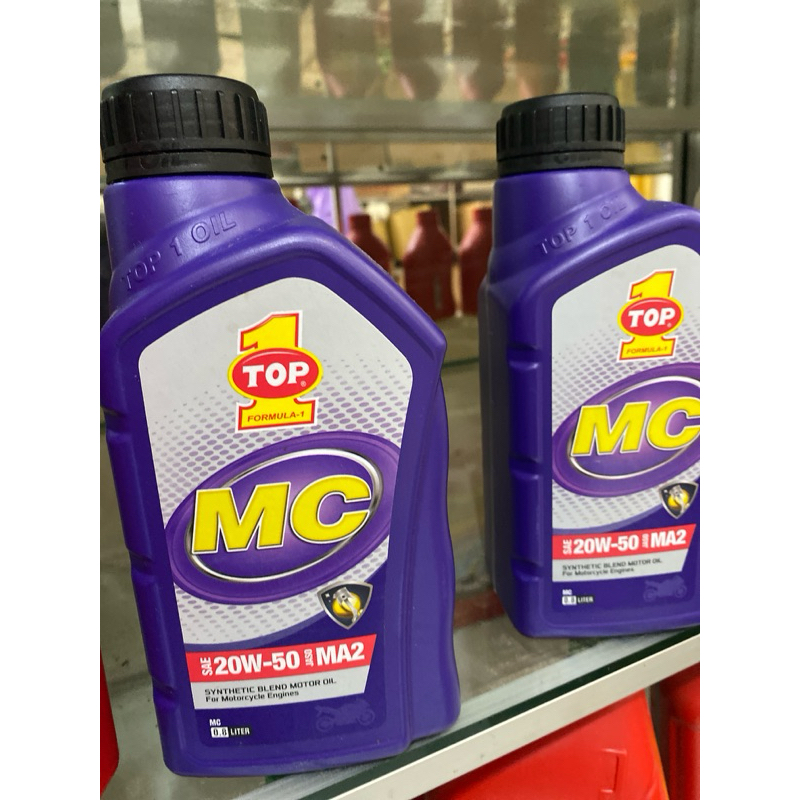 TOP 1 OIL
1
TOP®
FORMULA-1
MC
SAE 20W-50 JASO MA2
SYNTHETIC BLEND MOTOR OIL
For Motorcycle Engines
MC
LITER
TOP 1 OIL
1
TOP®
FORMULA-1
MC
SAE 20W-50 JASO MA2
SYNTHETIC BLEND MOTOR OIL
For Motorcycle Engines
MC
LITER